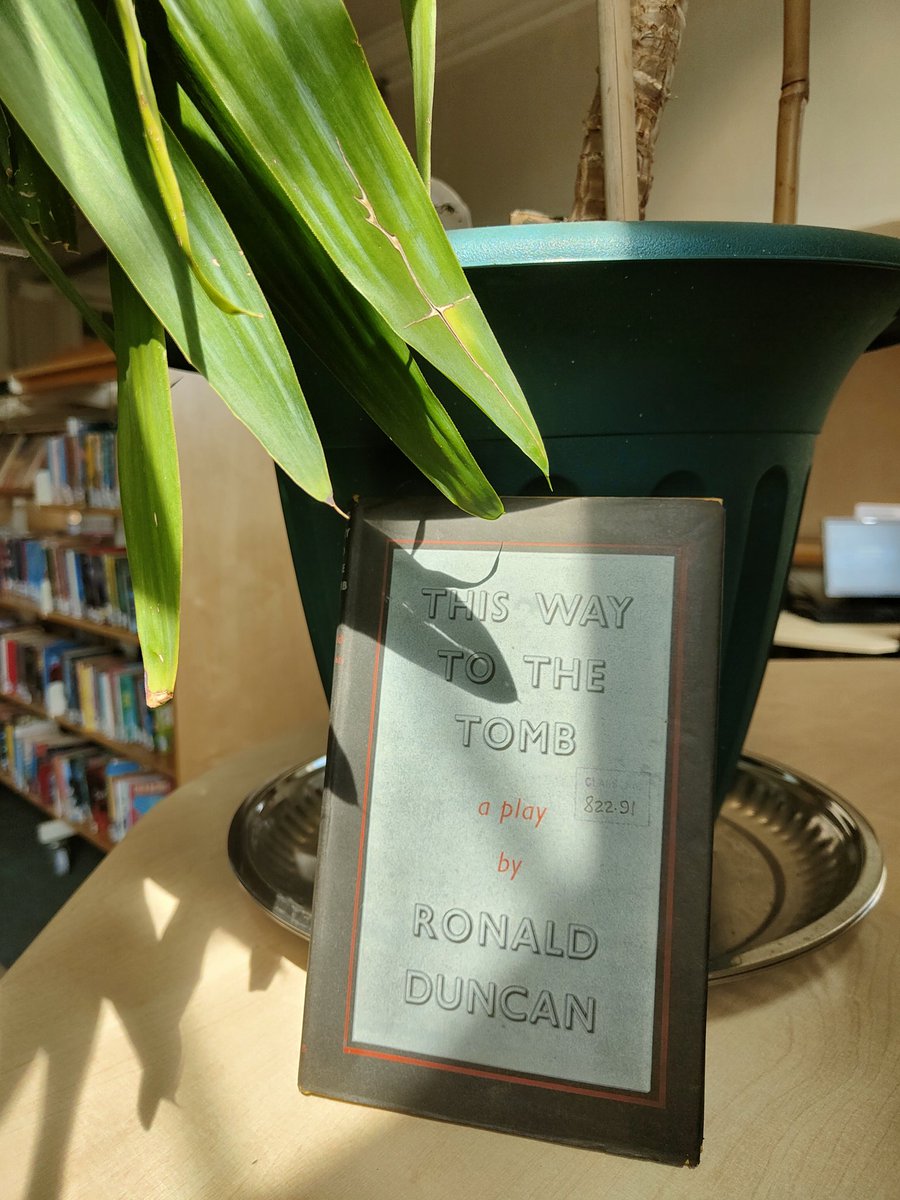 THIS WAY
TO THE
TOMB
a play
CLASS
822.91
by
RONALD
DUNCAN